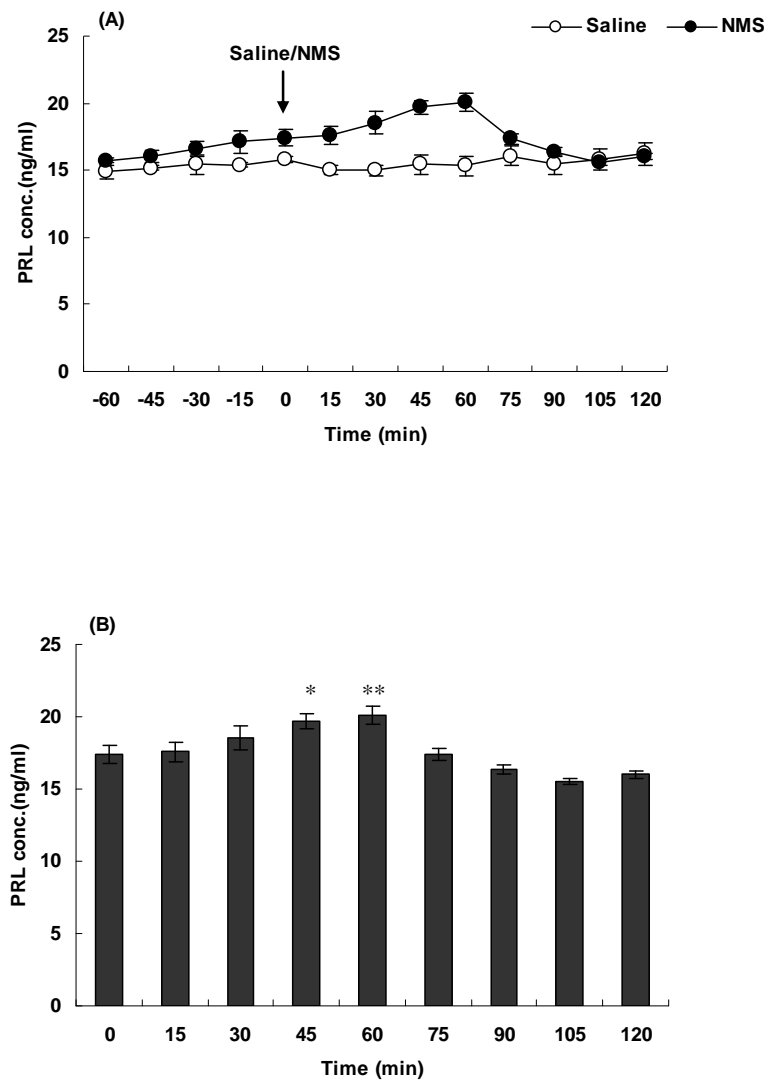 (A)
Saline NMS
Saline/NMS
25
20
15
10
5
0
PRL conc.(ng/ml)
-60 -45 -30 -15 0 15 30 45 60 75 90 105 120
Time (min)
(B)
25
20
15
10
5
0
PRL conc.(ng/ml)
* **
0 15 30 45 60 75 90 105 120
Time (min)